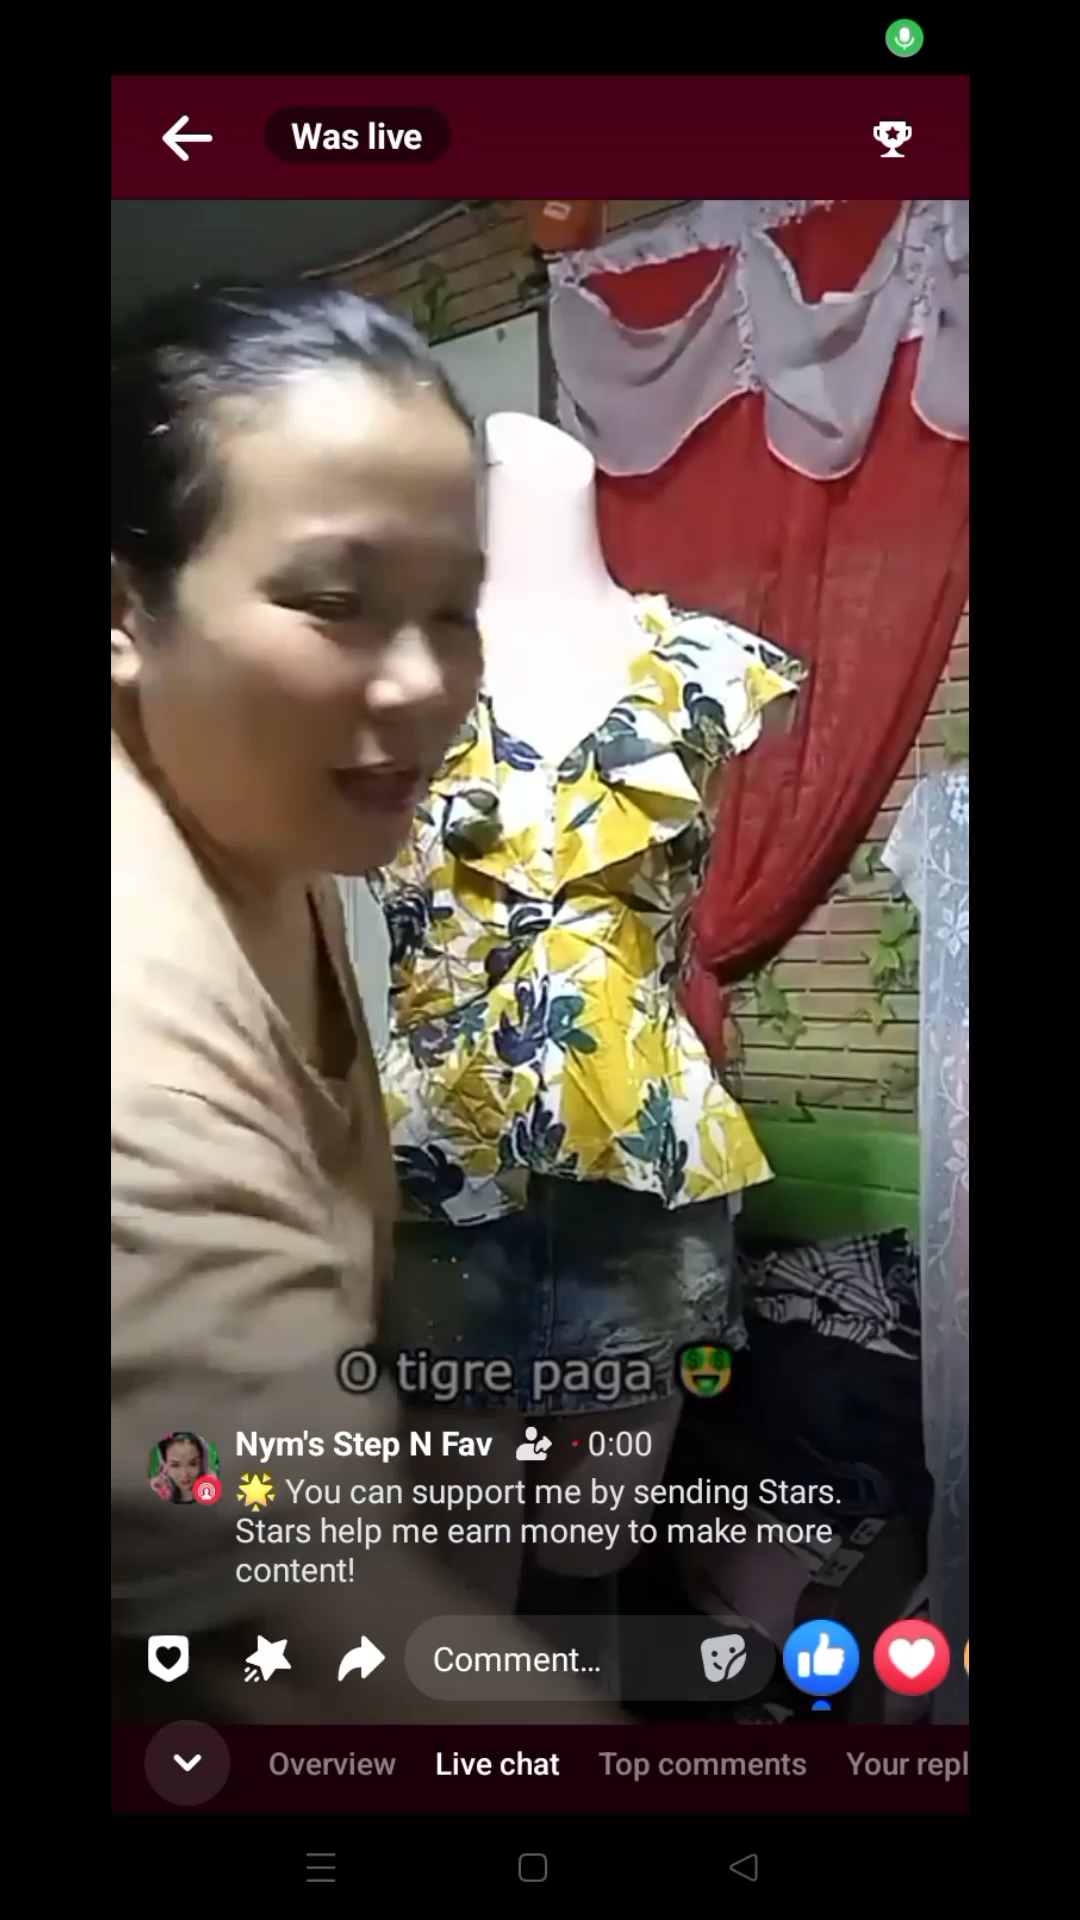 Was live
O tigre paga 🤑
Nym's Step N Fav · 0:00
🌟 You can support me by sending Stars.
Stars help me earn money to make more
content!
Comment...
Overview Live chat Top comments Your repl